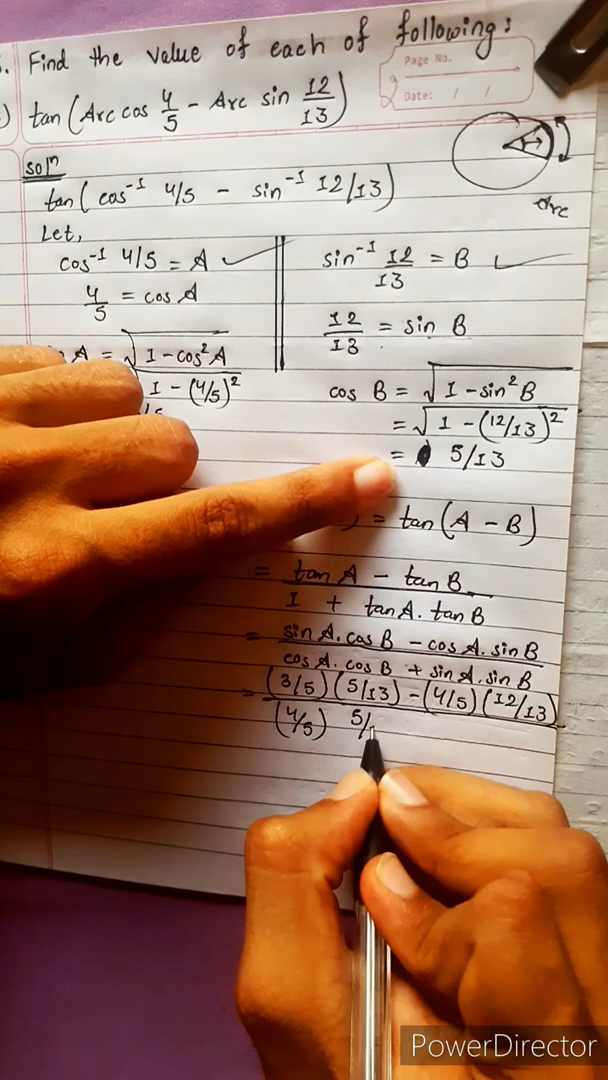 Find the value of each of following:
Page No.
Date: / /
tan(Arc cos 4/5 - Arc sin 12/13)
Arc
soln
tan(cos⁻¹ 4/5 - sin⁻¹ 12/13)
Let,
cos⁻¹ 4/5 = A ✓
4/5 = cos A
A = √1-cos²A
1 - (4/5)²
sin⁻¹ 12/13 = B ✓
12/13 = sin B
cos B = √1-sin²B
= √1 - (12/13)²
= 5/13
) = tan(A - B)
= tan A - tan B
1 + tan A. tan B
= sin A. cos B - cos A. sin B
cos A. cos B + sin A. sin B
= (3/5) (5/13) - (4/5) (12/13)
(4/5) 5/
PowerDirector